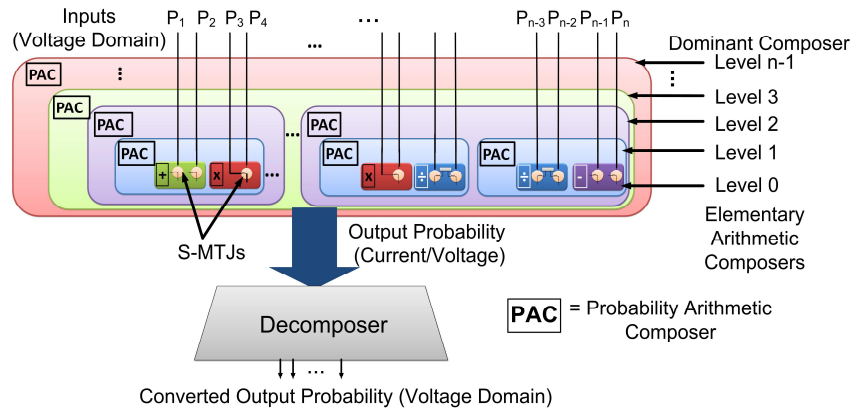 Inputs
(Voltage Domain)
P1 P2 P3 P4
...
...
Pn-3 Pn-2 Pn-1 Pn
Dominant Composer
Level n-1
Level 3
Level 2
Level 1
Level 0
Elementary
Arithmetic
Composers
PAC
PAC
PAC
...
PAC
PAC
PAC
PAC
+ x ...
x ÷
÷ -
S-MTJs
Output Probability
(Current/Voltage)
Decomposer
PAC = Probability Arithmetic
Composer
...
Converted Output Probability (Voltage Domain)